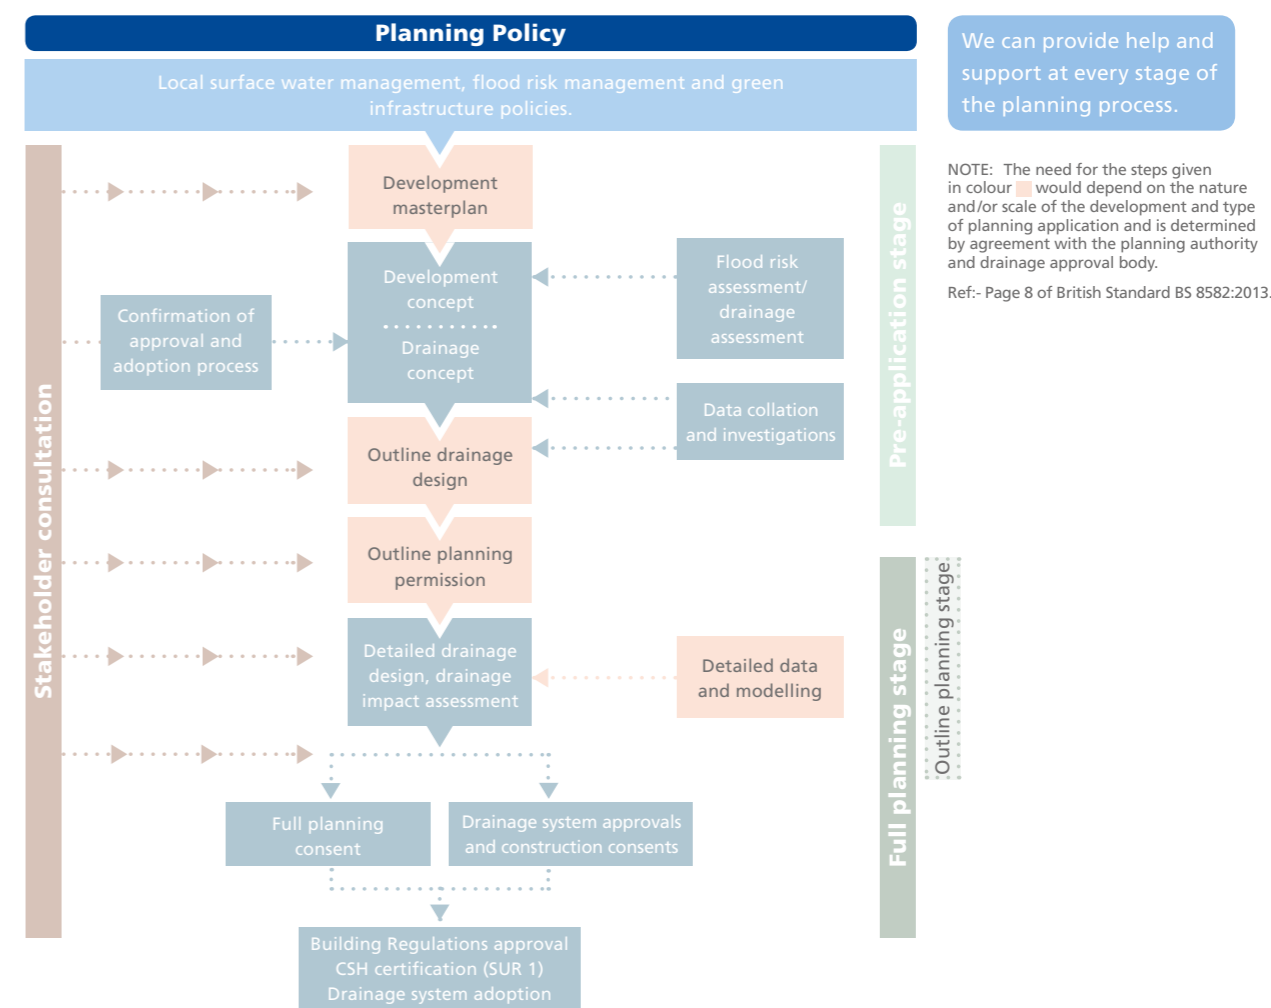 Planning Policy
Local surface water management, flood risk management and green
infrastructure policies.
We can provide help and
support at every stage of
the planning process.
NOTE: The need for the steps given
in colour would depend on the nature
and/or scale of the development and type
of planning application and is determined
by agreement with the planning authority
and drainage approval body.
Ref:- Page 8 of British Standard BS 8582:2013.
Stakeholder consultation
Development
masterplan
Development
concept
Drainage
concept
Confirmation of
approval and
adoption process
Flood risk
assessment/
drainage
assessment
Data collation
and investigations
Pre-application stage
Outline drainage
design
Outline planning
permission
Detailed drainage
design, drainage
impact assessment
Detailed data
and modelling
Full planning stage
Outline planning stage
Full planning
consent
Drainage system approvals
and construction consents
Building Regulations approval
CSH certification (SUR 1)
Drainage system adoption